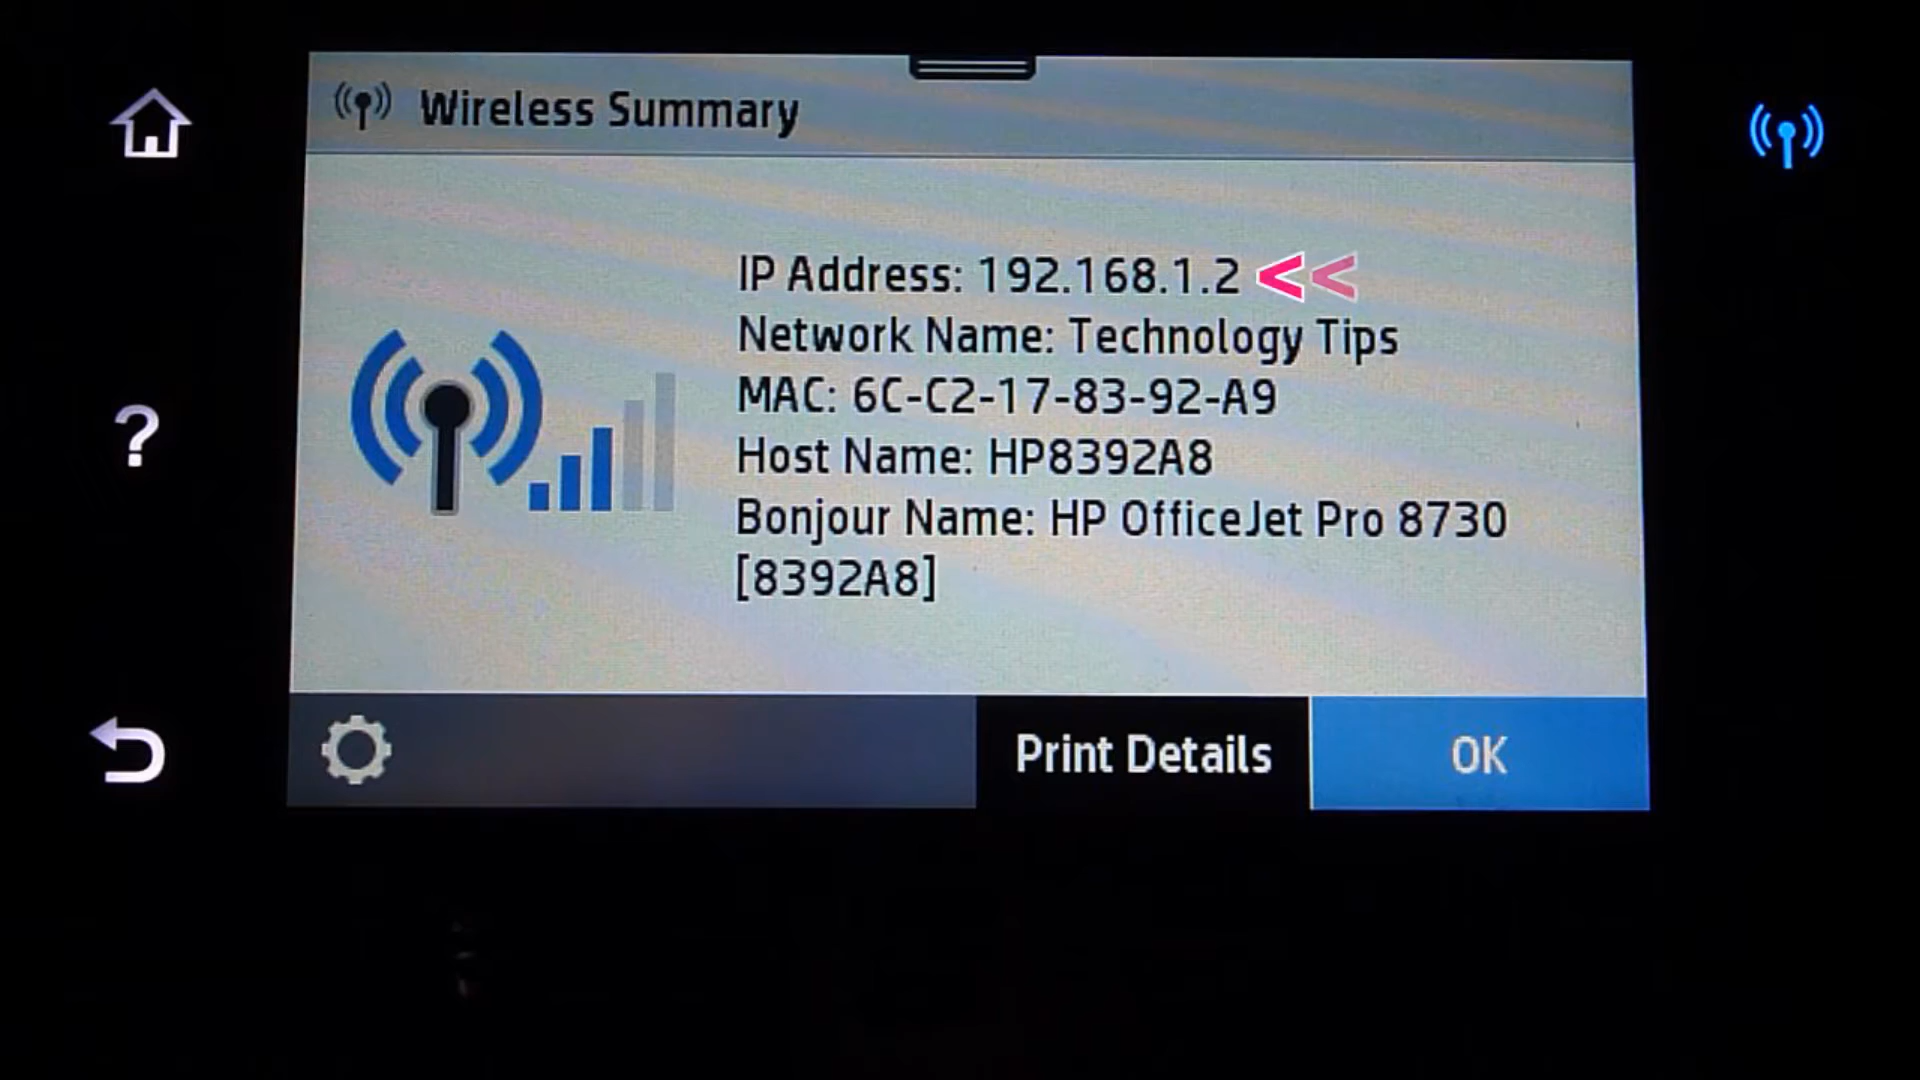 Wireless Summary
IP Address: 192.168.1.2 <<
Network Name: Technology Tips
MAC: 6C-C2-17-83-92-A9
Host Name: HP8392A8
Bonjour Name: HP OfficeJet Pro 8730
[8392A8]
?
Print Details
OK